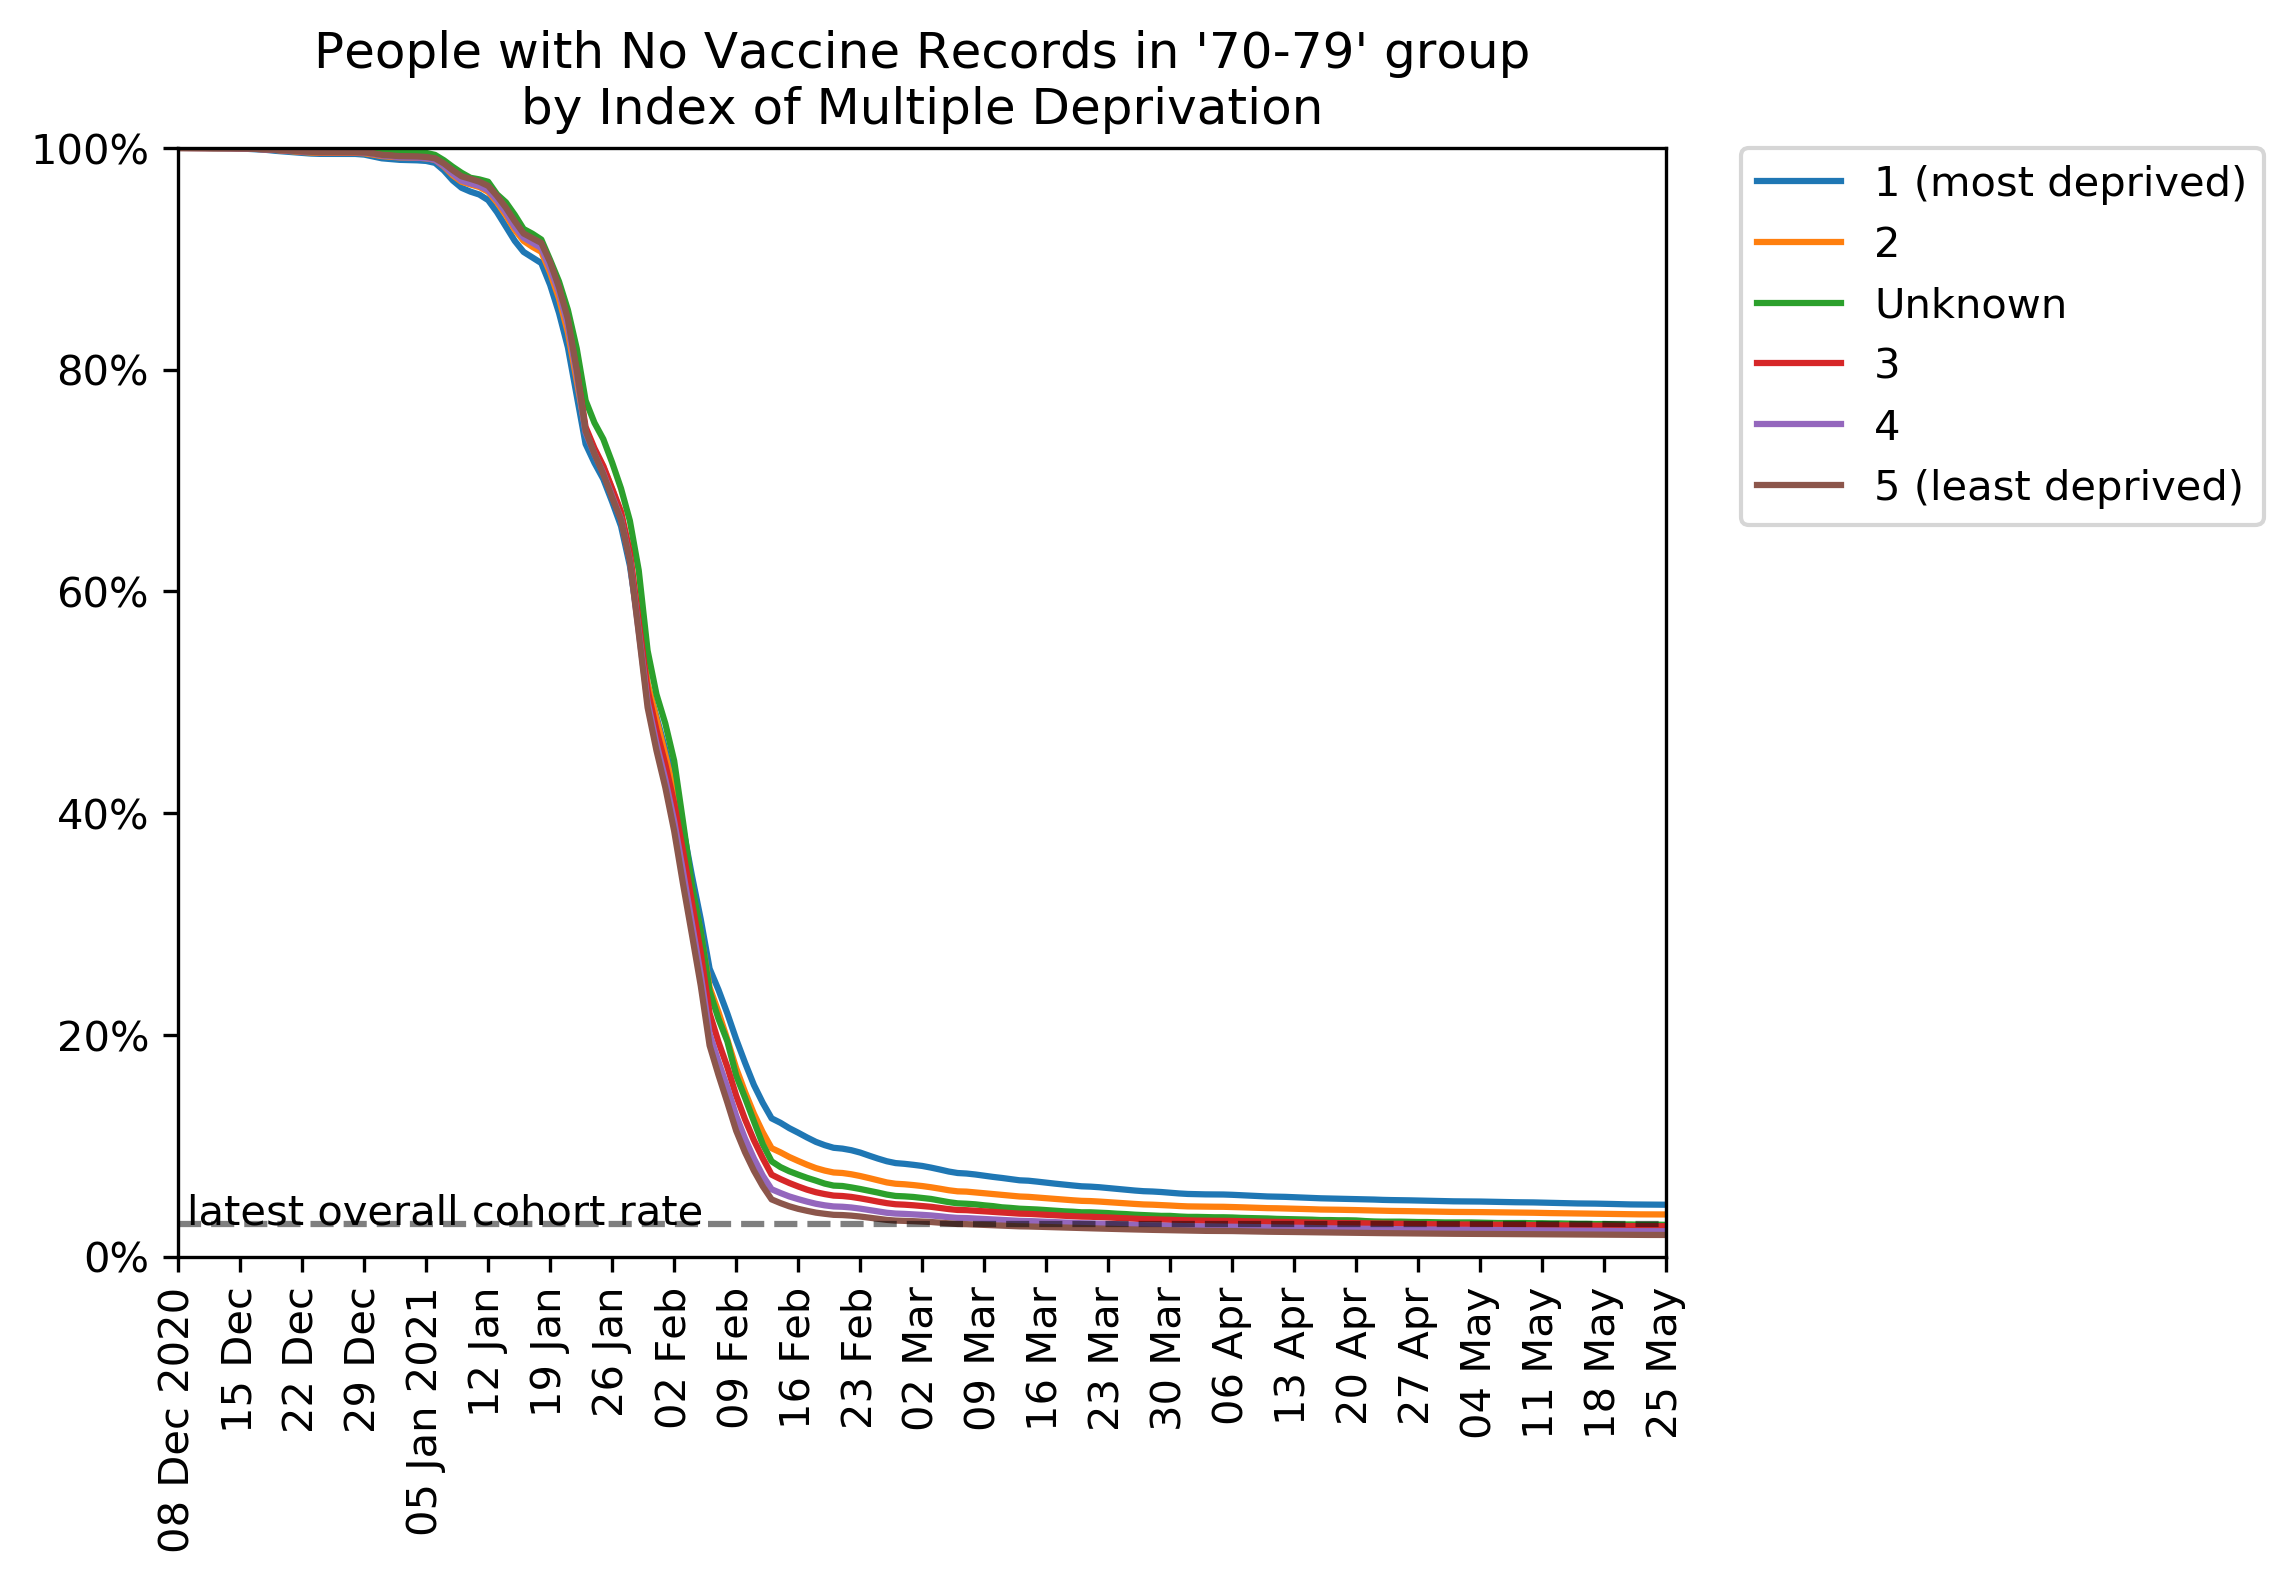 People with No Vaccine Records in '70-79' group
by Index of Multiple Deprivation
100%
80%
60%
40%
20%
0%
latest overall cohort rate
08 Dec 2020
15 Dec
22 Dec
29 Dec
05 Jan 2021
12 Jan
19 Jan
26 Jan
02 Feb
09 Feb
16 Feb
23 Feb
02 Mar
09 Mar
16 Mar
23 Mar
30 Mar
06 Apr
13 Apr
20 Apr
27 Apr
04 May
11 May
18 May
25 May
1 (most deprived)
2
Unknown
3
4
5 (least deprived)